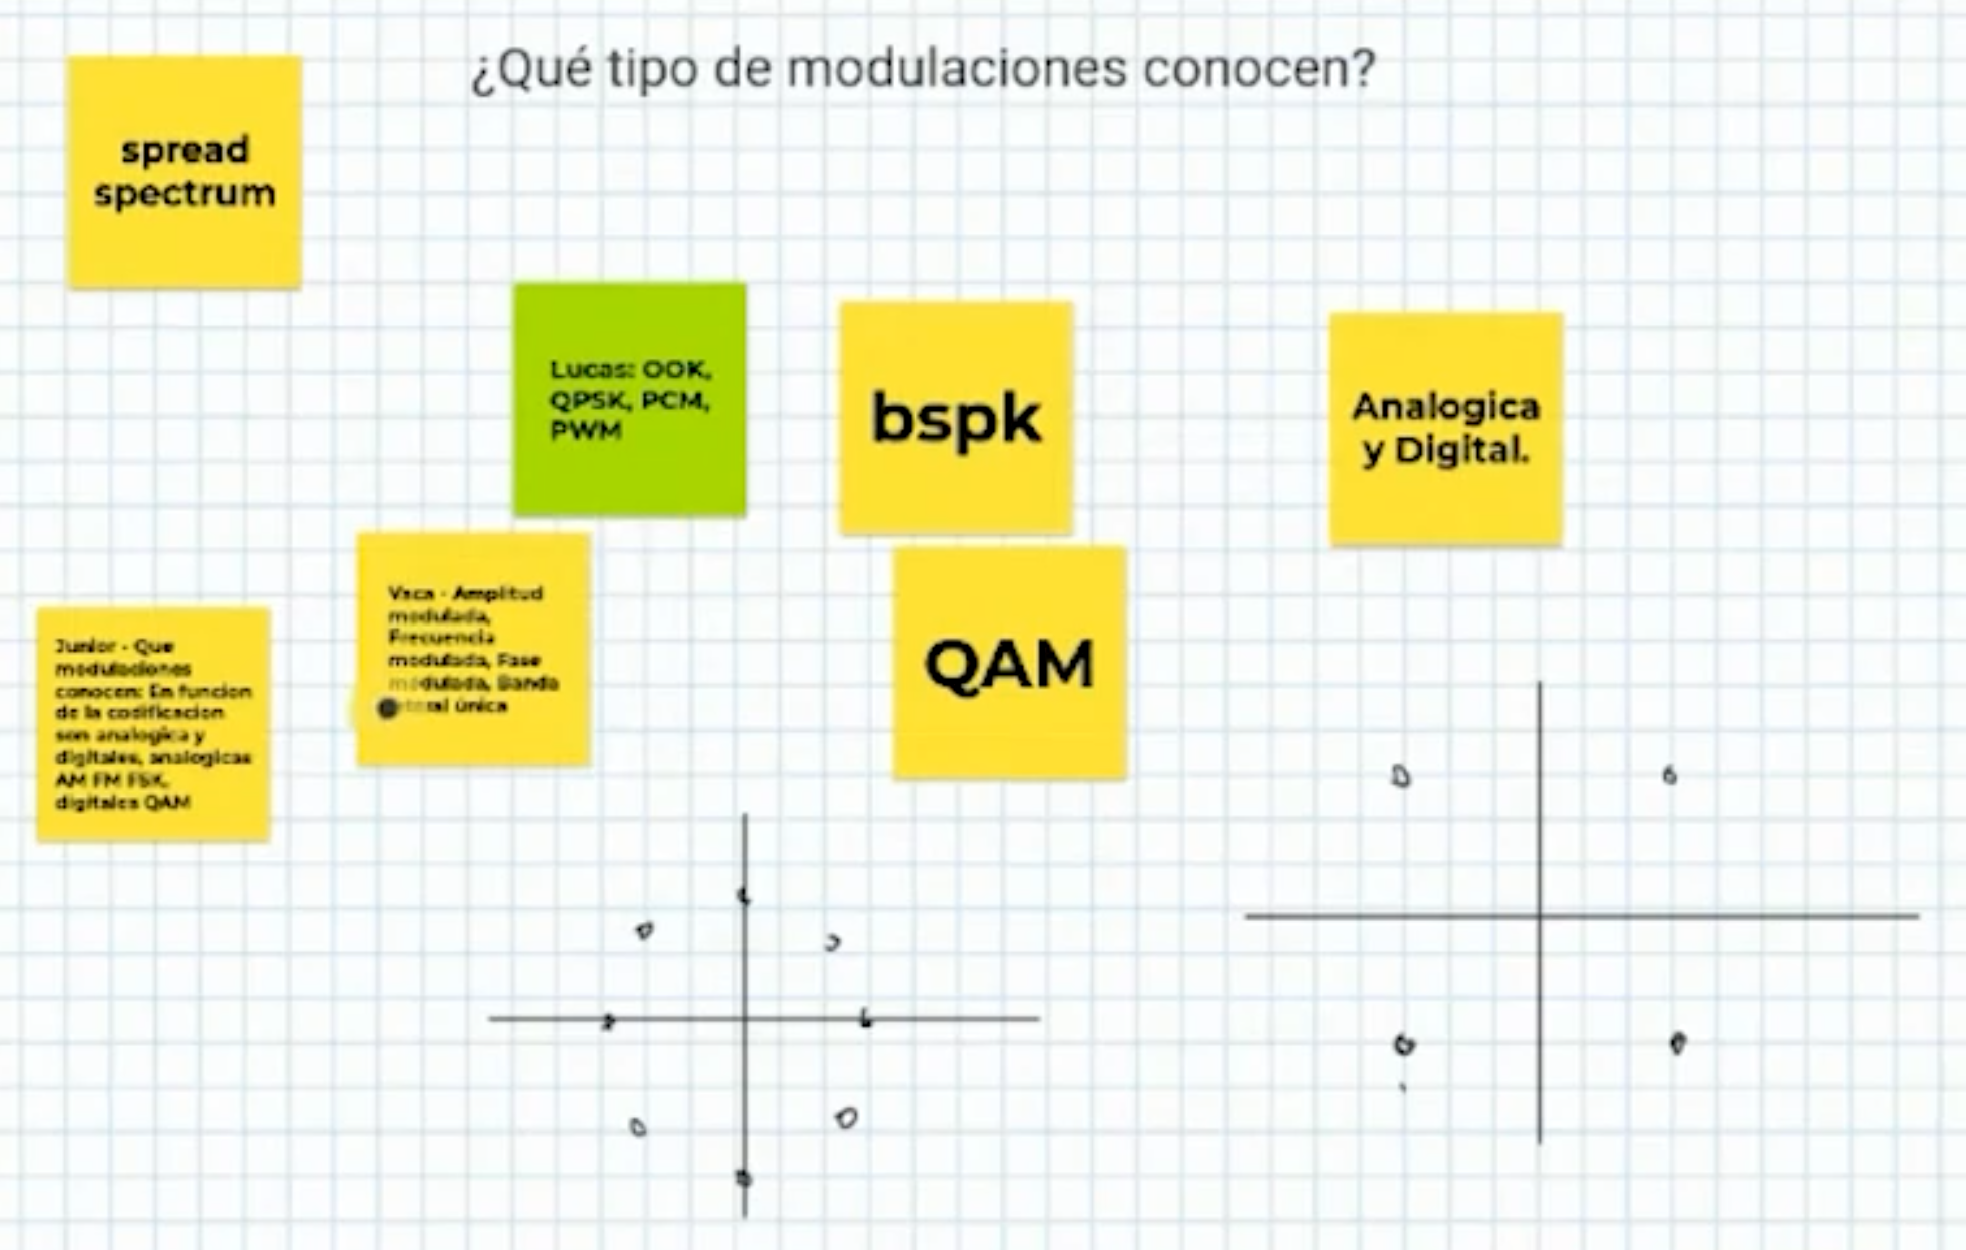 ¿Qué tipo de modulaciones conocen?
spread
spectrum
Lucas: OOK,
QPSK, PCM,
PWM
bspk
Analogica
y Digital.
Vaca - Amplitud
modulada,
Frecuencia
modulada, Fase
modulada, Banda
ral única
QAM
Junior - Que
modulaciones
conocen: En funcion
de la codificacion
son analogica y
digitales, analogicas
AM FM FSK,
digitales QAM